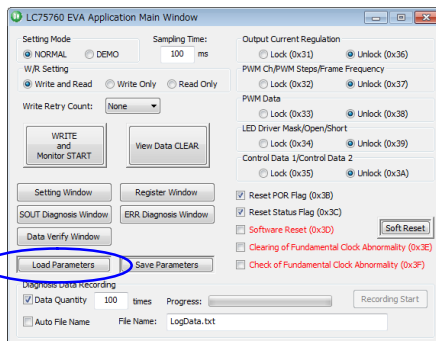 LC75760 EVA Application Main Window
Setting Mode
NORMAL DEMO
Sampling Time:
100 ms
W/R Setting
Write and Read Write Only Read Only
Write Retry Count: None
WRITE
and
Monitor START
View Data CLEAR
Setting Window Register Window
SOUT Diagnosis Window ERR Diagnosis Window
Data Verify Window
Load Parameters Save Parameters
Output Current Regulation
Lock (0x31) Unlock (0x36)
PWM Ch/PWM Steps/Frame Frequency
Lock (0x32) Unlock (0x37)
PWM Data
Lock (0x33) Unlock (0x38)
LED Driver Mask/Open/Short
Lock (0x34) Unlock (0x39)
Control Data 1/Control Data 2
Lock (0x35) Unlock (0x3A)
Reset POR Flag (0x3B)
Reset Status Flag (0x3C)
Software Reset (0x3D) Soft Reset
Clearing of Fundamental Clock Abnormality (0x3E)
Check of Fundamental Clock Abnormality (0x3F)
Diagnosis Data Recording
Data Quantity 100 times Progress: Recording Start
Auto File Name File Name: LogData.txt